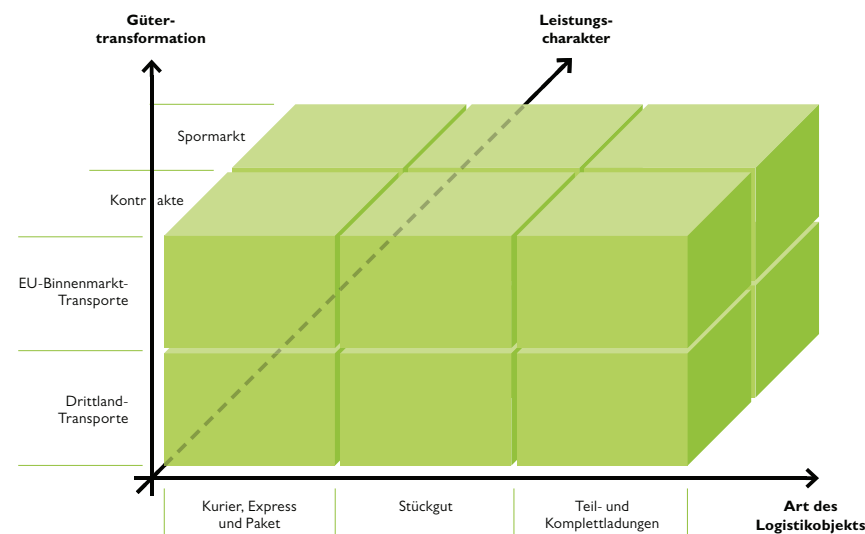 Güter-
transformation
Leistungs-
charakter
Spormarkt
Kontrakte
EU-Binnenmarkt-
Transporte
Drittland-
Transporte
Kurier, Express
und Paket
Stückgut
Teil- und
Komplettladungen
Art des
Logistikobjekts